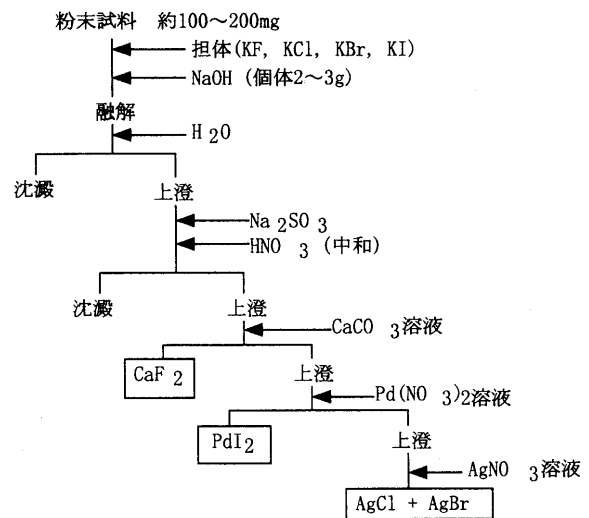 粉末試料 約100～200mg
担体(KF, KCl, KBr, KI)
NaOH (個体2～3g)
融解
H 2O
沈澱
上澄
Na 2SO 3
HNO 3 (中和)
沈澱
上澄
CaCO 3溶液
CaF 2
上澄
Pd(NO 3)2溶液
PdI2
上澄
AgNO 3溶液
AgCl + AgBr